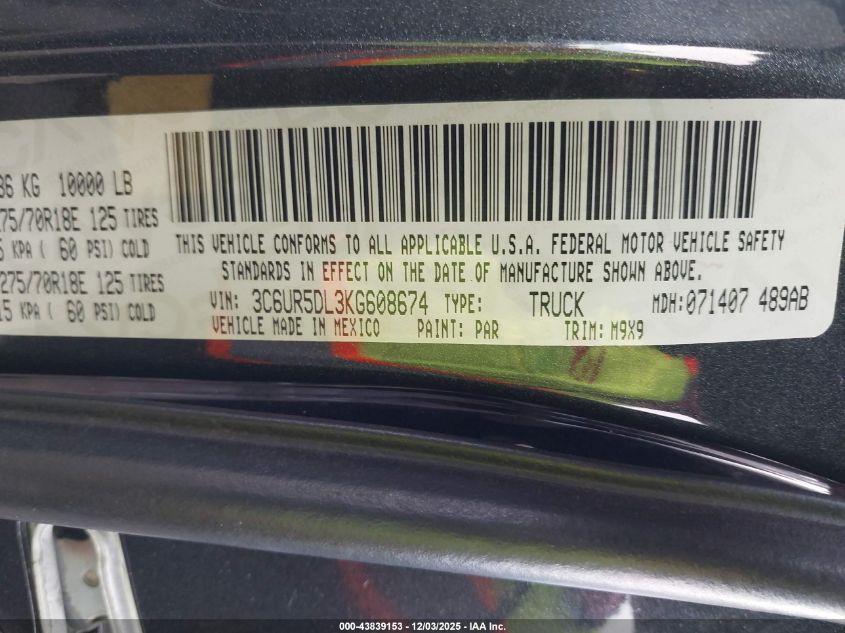 36 KG 10000 LB
275/70R18E 125 TIRES
5 KPA ( 60 PSI) COLD
275/70R18E 125 TIRES
15 KPA ( 60 PSI) COLD
THIS VEHICLE CONFORMS TO ALL APPLICABLE U.S.A. FEDERAL MOTOR VEHICLE SAFETY
STANDARDS IN EFFECT ON THE DATE OF MANUFACTURE SHOWN ABOVE.
VIN: 3C6UR5DL3KG608674 TYPE: TRUCK MDH:071407 489AB
VEHICLE MADE IN MEXICO PAINT: PAR TRIM: M9X9
000-43839153 - 12/03/2025 - IAA Inc.